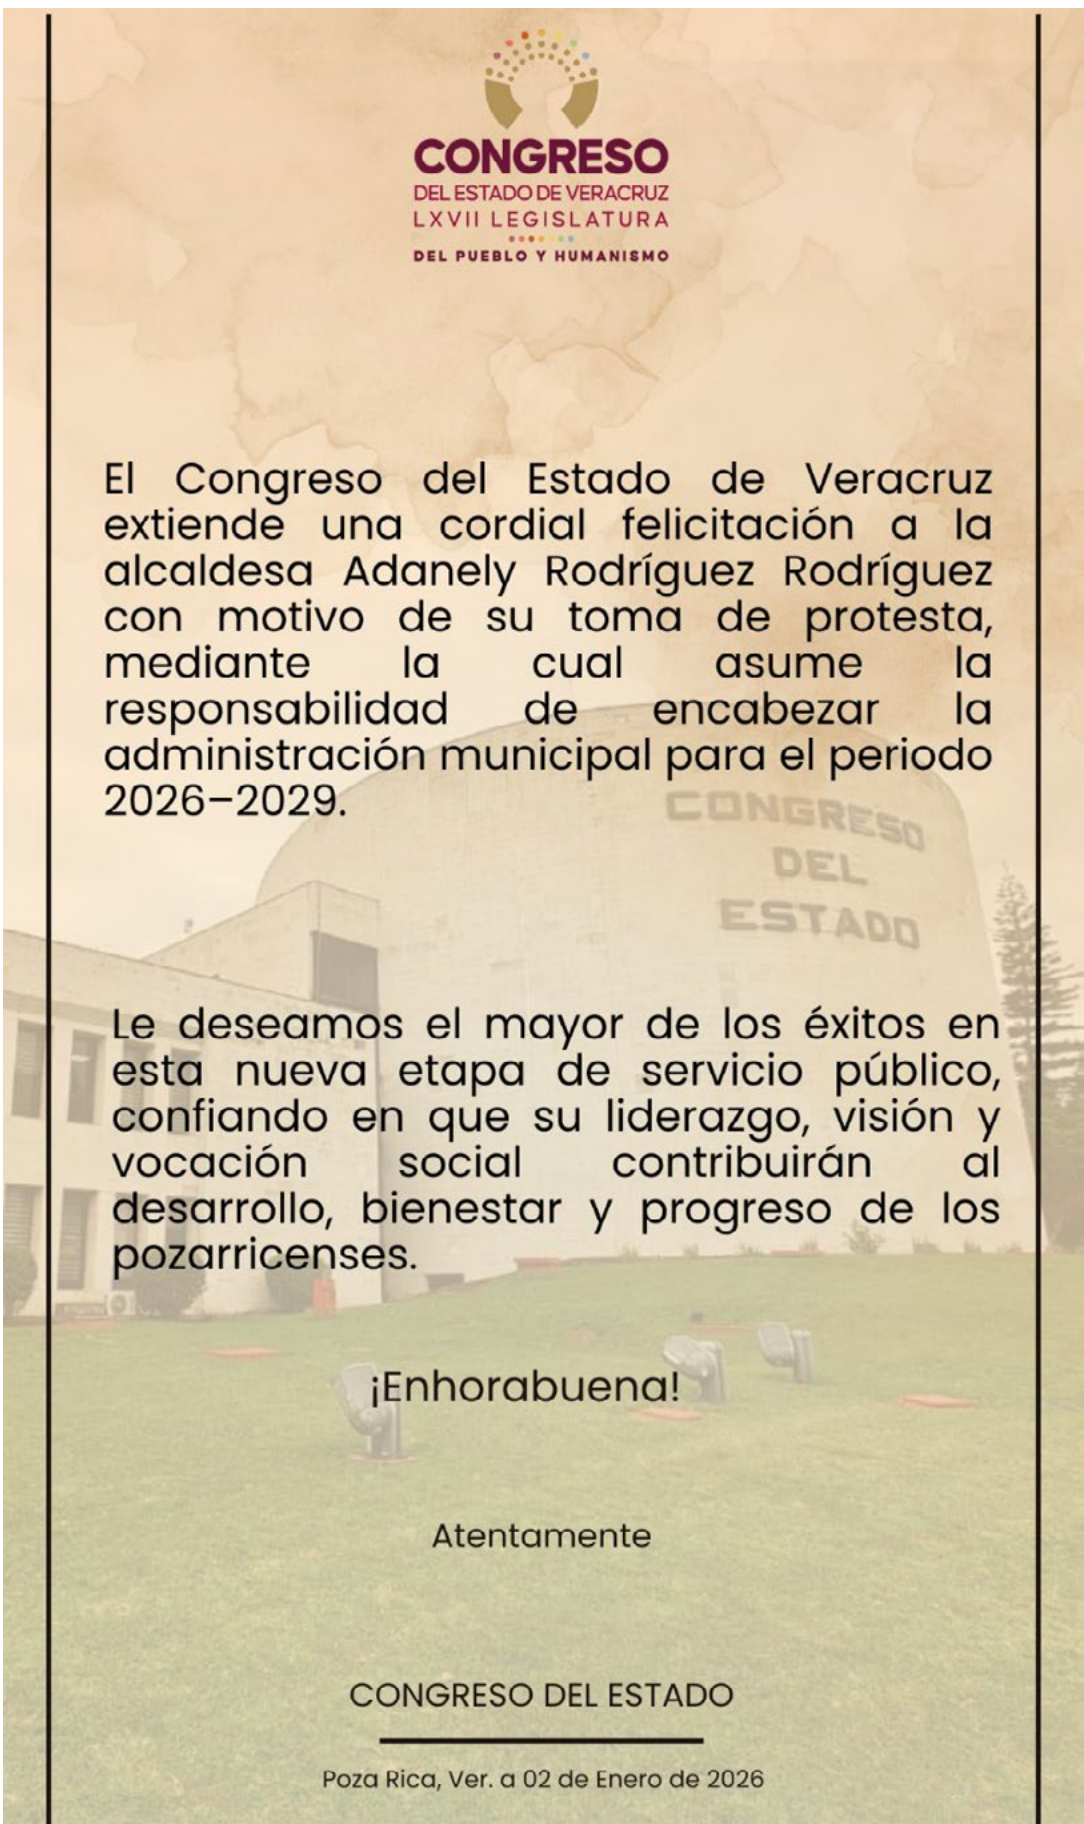 CONGRESO
DEL ESTADO DE VERACRUZ
LXVII LEGISLATURA
DEL PUEBLO Y HUMANISMO
El Congreso del Estado de Veracruz
extiende una cordial felicitación a la
alcaldesa Adanely Rodríguez Rodríguez
con motivo de su toma de protesta,
mediante la cual asume la
responsabilidad de encabezar la
administración municipal para el periodo
2026–2029.
CONGRESO
DEL
ESTADO
Le deseamos el mayor de los éxitos en
esta nueva etapa de servicio público,
confiando en que su liderazgo, visión y
vocación social contribuirán al
desarrollo, bienestar y progreso de los
pozarricenses.
¡Enhorabuena!
Atentamente
CONGRESO DEL ESTADO
Poza Rica, Ver. a 02 de Enero de 2026